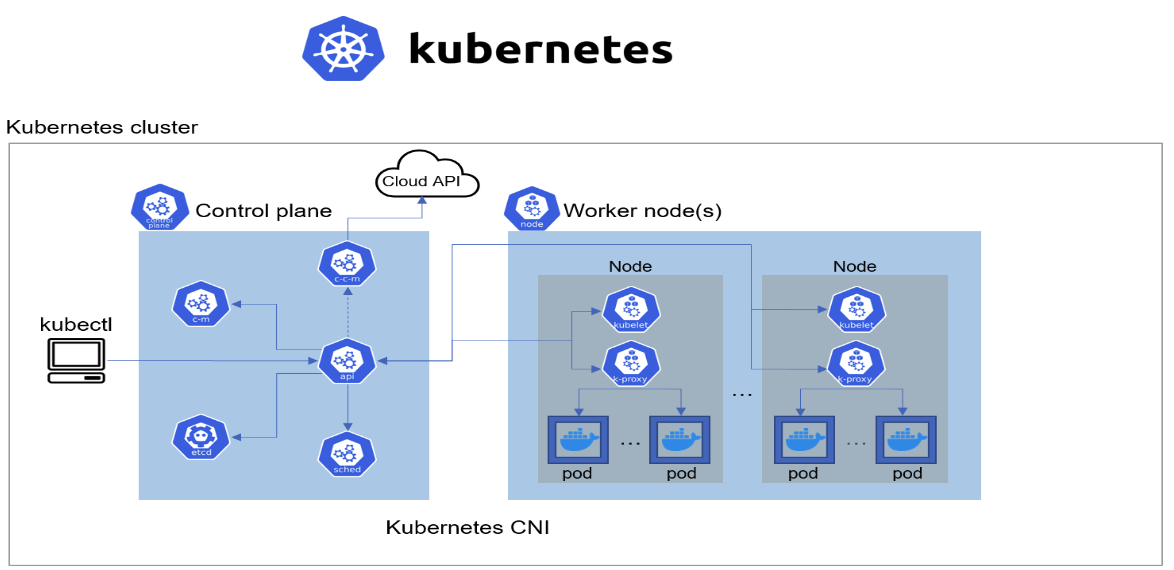 kubernetes
Kubernetes cluster
Cloud API
control
plane
Control plane
node
Worker node(s)
c-c-m
Node
Node
c-m
kubelet
kubelet
kubectl
api
k-proxy
k-proxy
...
etcd
sched
...
...
pod
pod
pod
pod
Kubernetes CNI